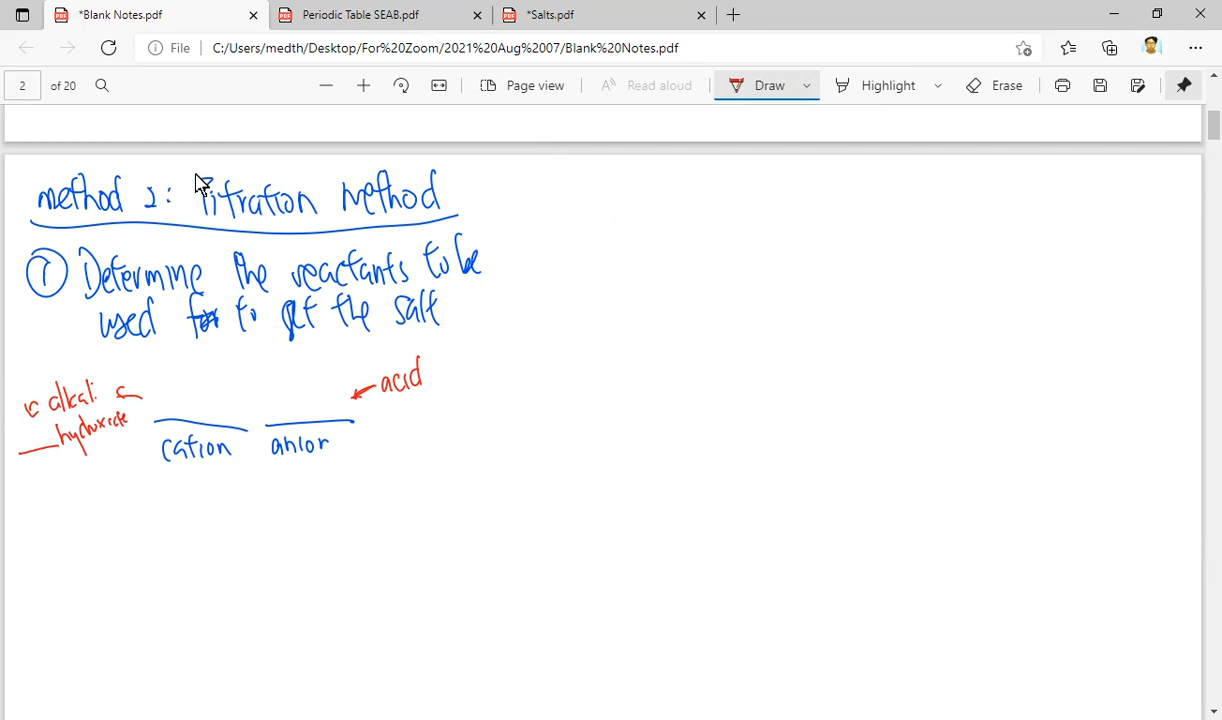 *Blank Notes.pdf
Periodic Table SEAB.pdf
*Salts.pdf
File
C:/Users/medth/Desktop/For%20Zoom/2021%20Aug%2007/Blank%20Notes.pdf
2 of 20
Page view
Read aloud
Draw
Highlight
Erase
method 2: Titration method
① Determine the reactants to be
used to get the salt
acid
alkali
hydroxide
cation anion